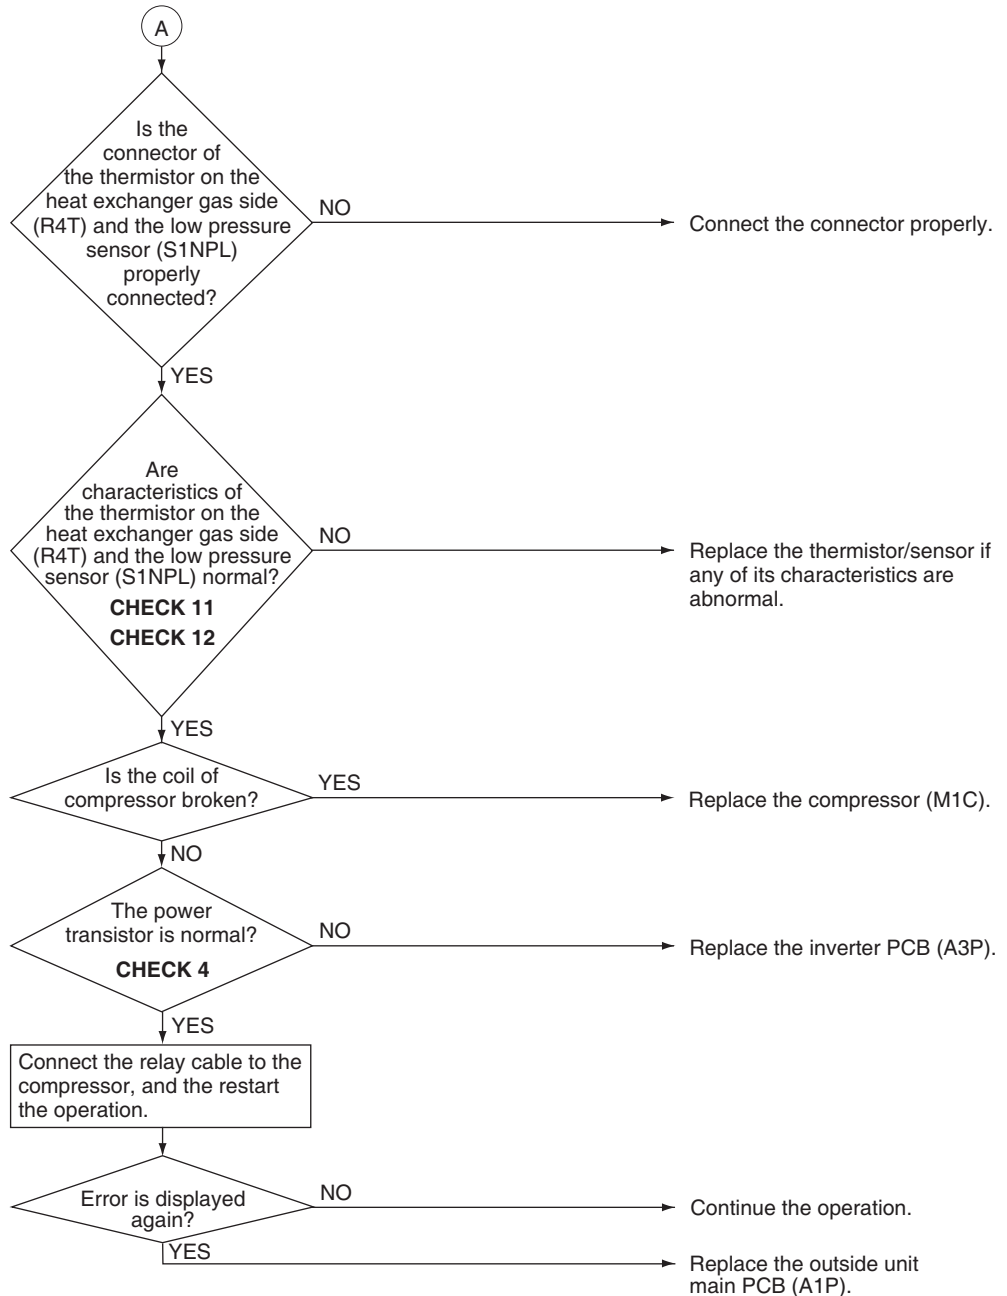 A
Is the
connector of
the thermistor on the
heat exchanger gas side
(R4T) and the low pressure
sensor (S1NPL)
properly
connected?
NO
Connect the connector properly.
YES
Are
characteristics of
the thermistor on the
heat exchanger gas side
(R4T) and the low pressure
sensor (S1NPL) normal?
CHECK 11
CHECK 12
NO
Replace the thermistor/sensor if
any of its characteristics are
abnormal.
YES
Is the coil of
compressor broken?
YES
Replace the compressor (M1C).
NO
The power
transistor is normal?
CHECK 4
NO
Replace the inverter PCB (A3P).
YES
Connect the relay cable to the
compressor, and the restart
the operation.
Error is displayed
again?
NO
Continue the operation.
YES
Replace the outside unit
main PCB (A1P).